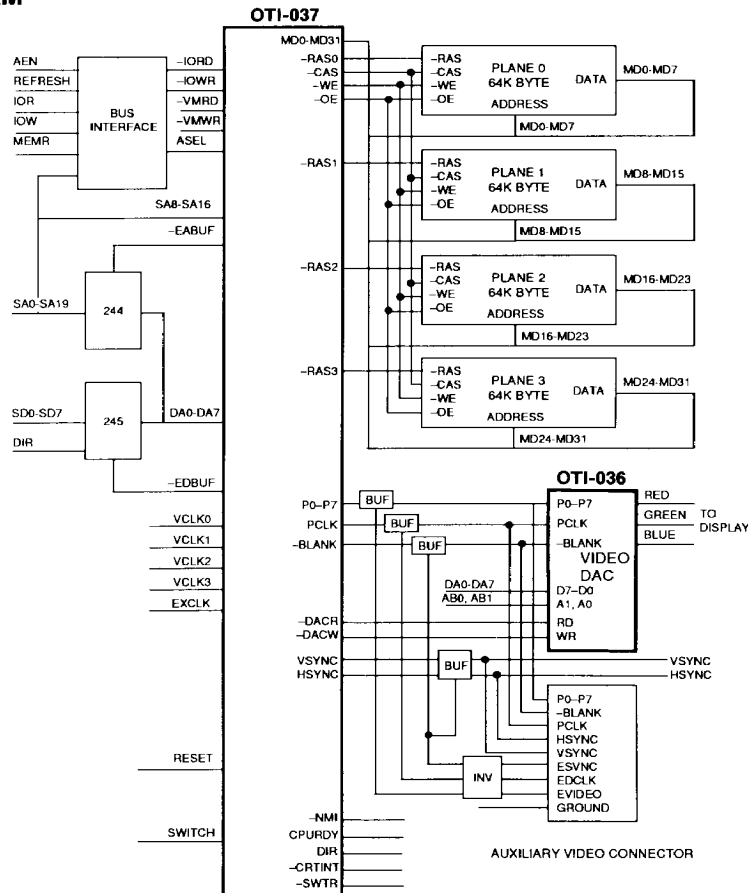 OTI-037
MD0-MD31
-RAS0
-CAS
-WE
-OE
-RAS
-CAS
-WE
-OE
PLANE 0
64K BYTE
ADDRESS
DATA
MD0-MD7
MD0-MD7
AEN
REFRESH
IOR
IOW
MEMR
BUS
INTERFACE
-IORD
-IOWR
-VMRD
-VMWR
ASEL
-RAS1
-RAS
-CAS
-WE
-OE
PLANE 1
64K BYTE
ADDRESS
DATA
MD8-MD15
MD8-MD15
SA8-SA16
-EABUF
SA0-SA19
244
-RAS2
-RAS
-CAS
-WE
-OE
PLANE 2
64K BYTE
ADDRESS
DATA
MD16-MD23
MD16-MD23
-RAS3
-RAS
-CAS
-WE
-OE
PLANE 3
64K BYTE
ADDRESS
DATA
MD24-MD31
MD24-MD31
SD0-SD7
DIR
245
DA0-DA7
-EDBUF
VCLK0
VCLK1
VCLK2
VCLK3
EXCLK
RESET
SWITCH
P0-P7
PCLK
-BLANK
BUF
BUF
BUF
OTI-036
P0-P7
PCLK
-BLANK
VIDEO
DAC
D7-D0
A1, A0
RD
WR
RED
GREEN
BLUE
TO
DISPLAY
DA0-DA7
AB0, AB1
-DACR
-DACW
VSYNC
HSYNC
BUF
VSYNC
HSYNC
P0-P7
-BLANK
PCLK
HSYNC
VSYNC
ESVNC
EDCLK
EVIDEO
GROUND
INV
-NMI
CPURDY
DIR
-CRTINT
-SWTR
AUXILIARY VIDEO CONNECTOR